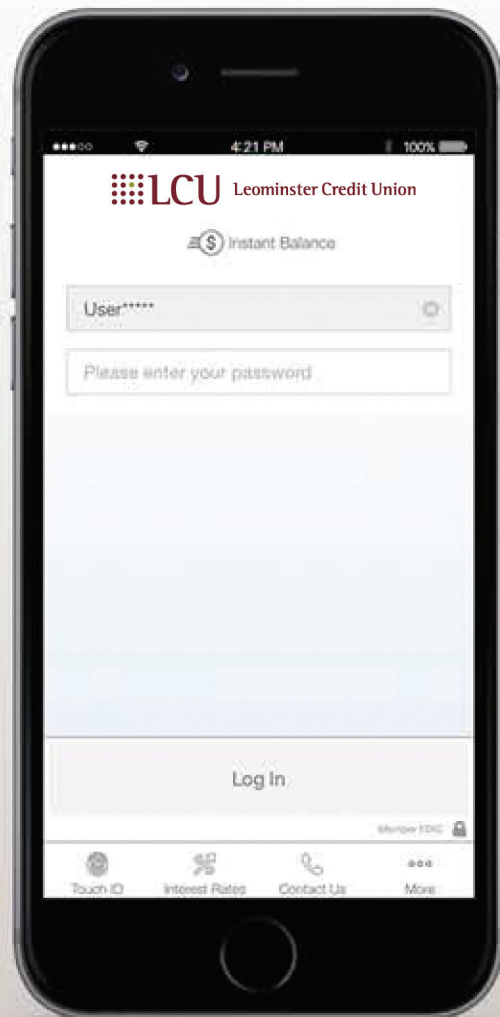 4:21 PM 100%
LCU Leominster Credit Union
Instant Balance
User*****
Please enter your password
Log In
Member FDIC
Touch ID Interest Rates Contact Us More